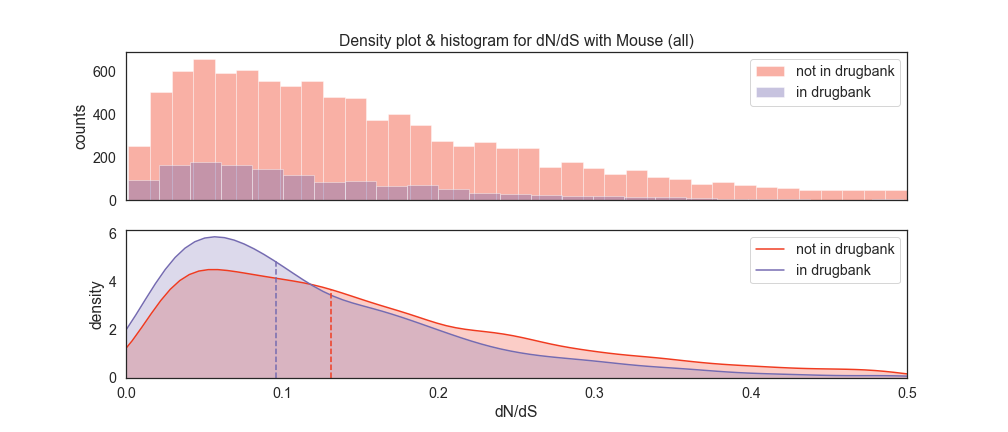 Density plot & histogram for dN/dS with Mouse (all)
600
400
200
0
counts
not in drugbank
in drugbank
6
4
2
0
density
not in drugbank
in drugbank
0.0 0.1 0.2 0.3 0.4 0.5
dN/dS